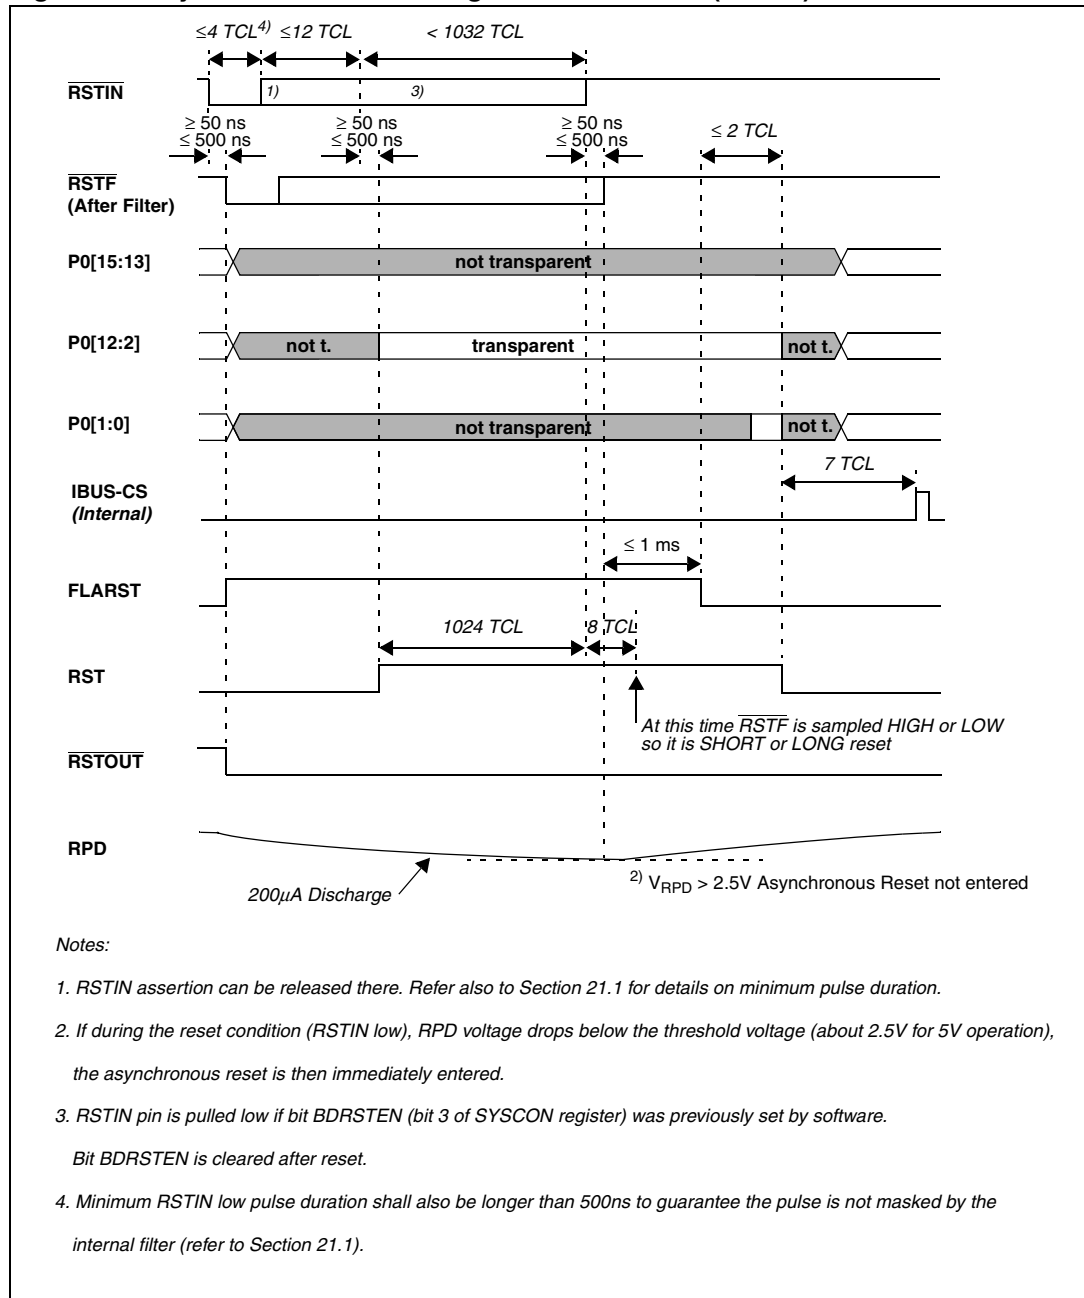 ≤4 TCL4) ≤12 TCL < 1032 TCL
RSTIN
1) 3)
≥ 50 ns ≥ 50 ns ≥ 50 ns
≤ 500 ns ≤ 500 ns ≤ 500 ns
≤ 2 TCL
RSTF
(After Filter)
P0[15:13] not transparent
P0[12:2] not t. transparent not t.
P0[1:0] not transparent not t.
7 TCL
IBUS-CS
(Internal)
≤ 1 ms
FLARST
1024 TCL 8 TCL
RST
At this time RSTF is sampled HIGH or LOW
so it is SHORT or LONG reset
RSTOUT
RPD
200μA Discharge
2) VRPD > 2.5V Asynchronous Reset not entered
Notes:
1. RSTIN assertion can be released there. Refer also to Section 21.1 for details on minimum pulse duration.
2. If during the reset condition (RSTIN low), RPD voltage drops below the threshold voltage (about 2.5V for 5V operation),
the asynchronous reset is then immediately entered.
3. RSTIN pin is pulled low if bit BDRSTEN (bit 3 of SYSCON register) was previously set by software.
Bit BDRSTEN is cleared after reset.
4. Minimum RSTIN low pulse duration shall also be longer than 500ns to guarantee the pulse is not masked by the
internal filter (refer to Section 21.1).